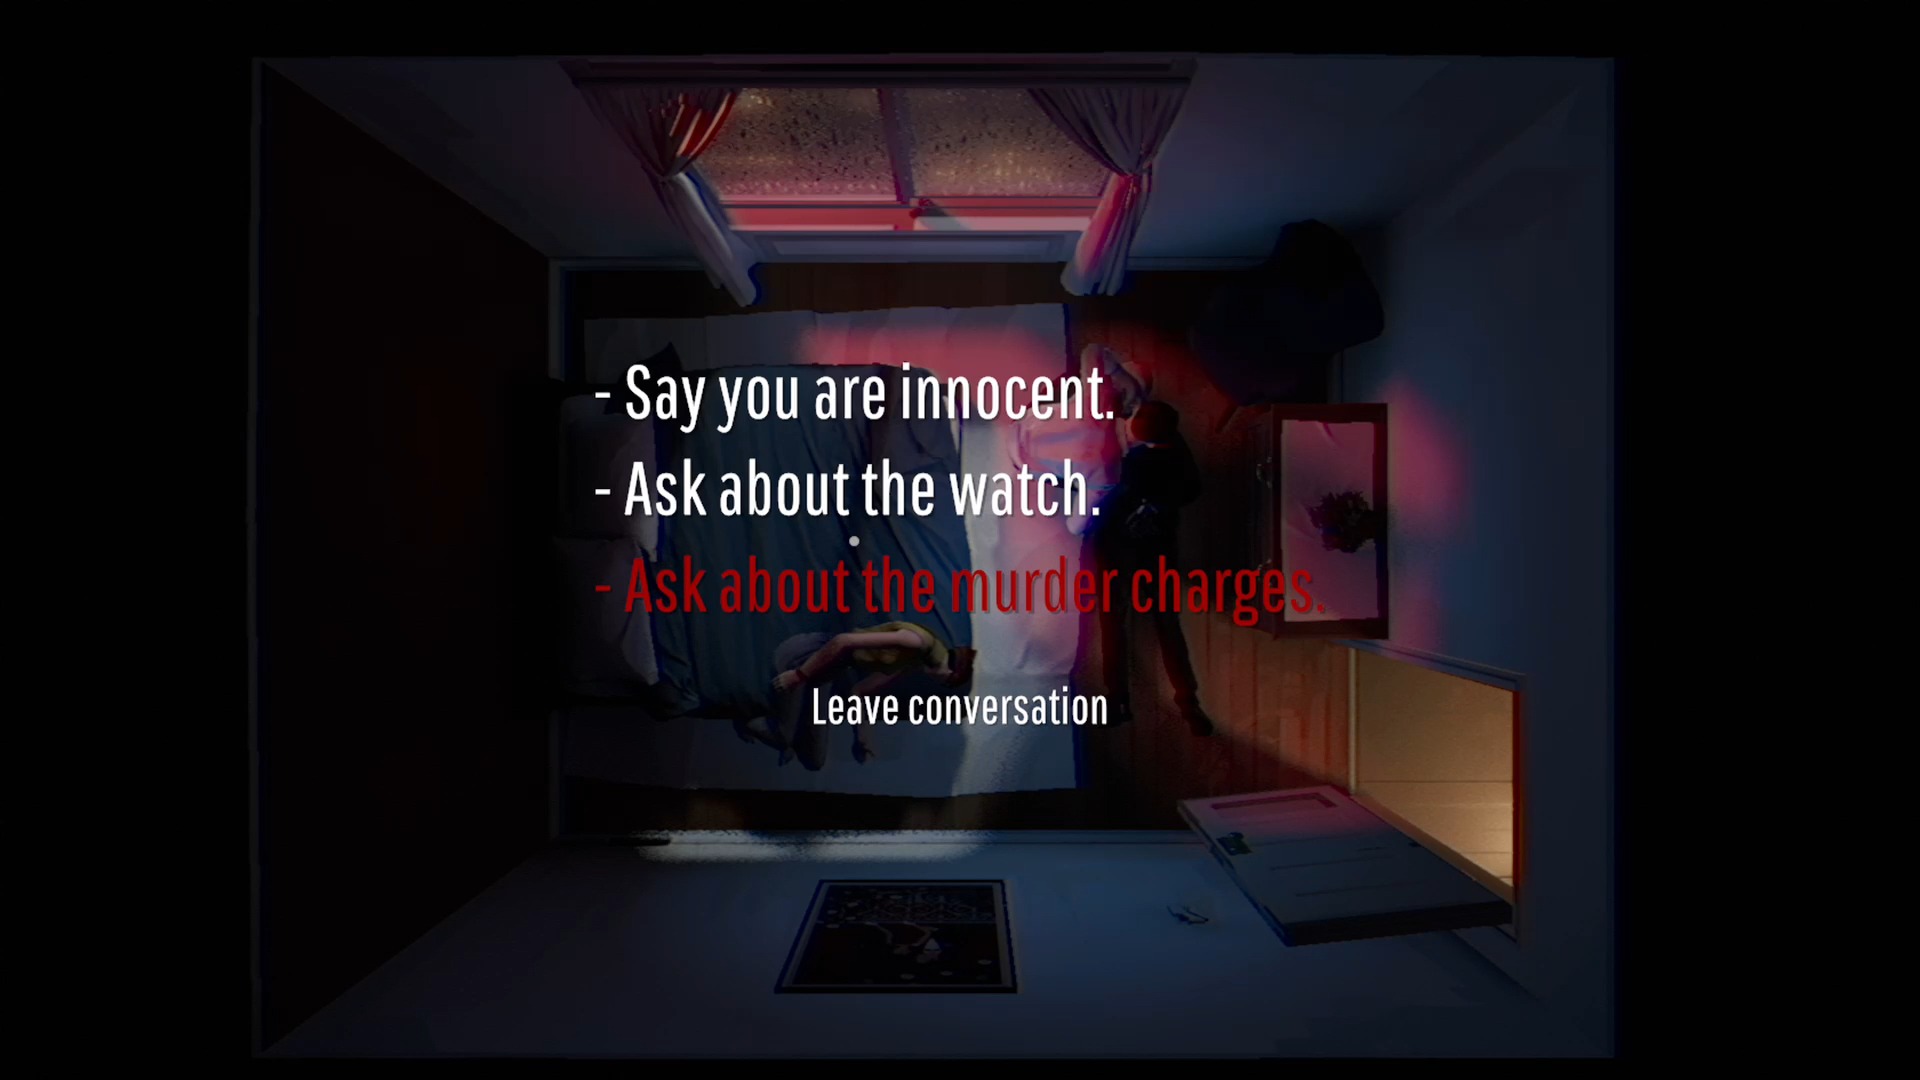 - Say you are innocent.
- Ask about the watch.
- Ask about the murder charges.
Leave conversation